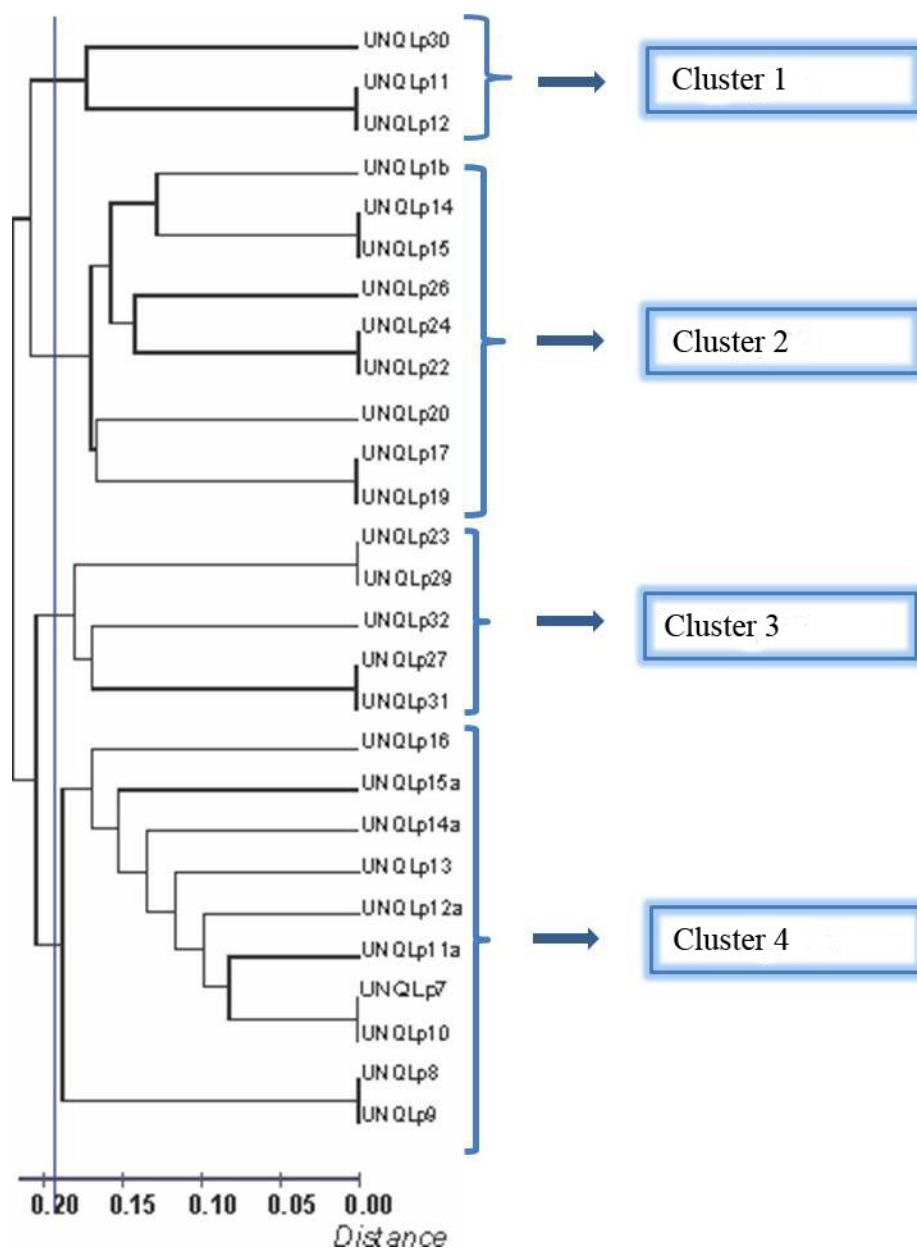 UNQLp30
UNQLp11
Cluster 1
UNQLp12
UNQLp1b
UNQLp14
UNQLp15
UNQLp26
UNQLp24
Cluster 2
UNQLp22
UNQLp20
UNQLp17
UNQLp19
UNQLp23
UNQLp29
UNQLp32
Cluster 3
UNQLp27
UNQLp31
UNQLp16
UNQLp15a
UNQLp14a
UNQLp13
UNQLp12a
Cluster 4
UNQLp11a
UNQLp7
UNQLp10
UNQLp8
UNQLp9
0.20 0.15 0.10 0.05 0.00
Distance